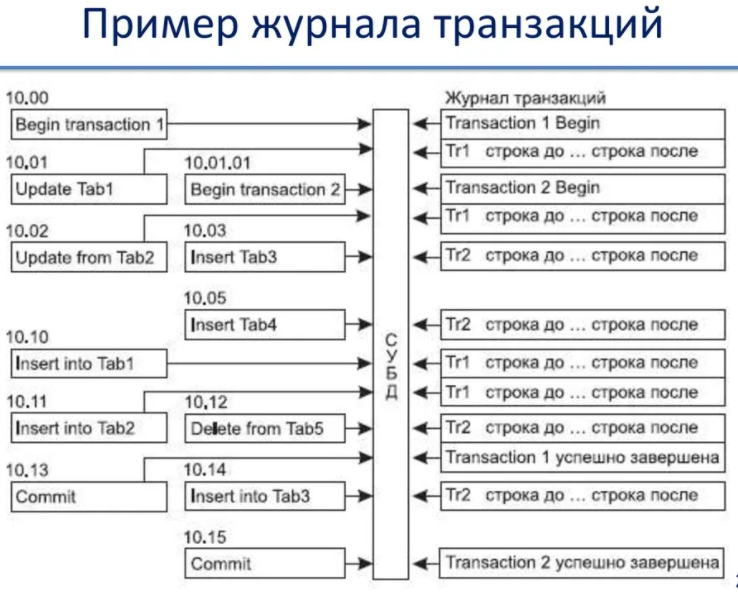 Пример журнала транзакций
10.00
Журнал транзакций
Begin transaction 1
Transaction 1 Begin
Tr1 строка до ... строка после
10.01
10.01.01
Update Tab1
Begin transaction 2
Transaction 2 Begin
Tr1 строка до ... строка после
10.02
10.03
Update from Tab2
Insert Tab3
Tr2 строка до ... строка после
10.05
Insert Tab4
Tr2 строка до ... строка после
СУБД
10.10
Insert into Tab1
Tr1 строка до ... строка после
Tr1 строка до ... строка после
10.11
10.12
Insert into Tab2
Delete from Tab5
Tr2 строка до ... строка после
Transaction 1 успешно завершена
10.13
10.14
Commit
Insert into Tab3
Tr2 строка до ... строка после
10.15
Commit
Transaction 2 успешно завершена